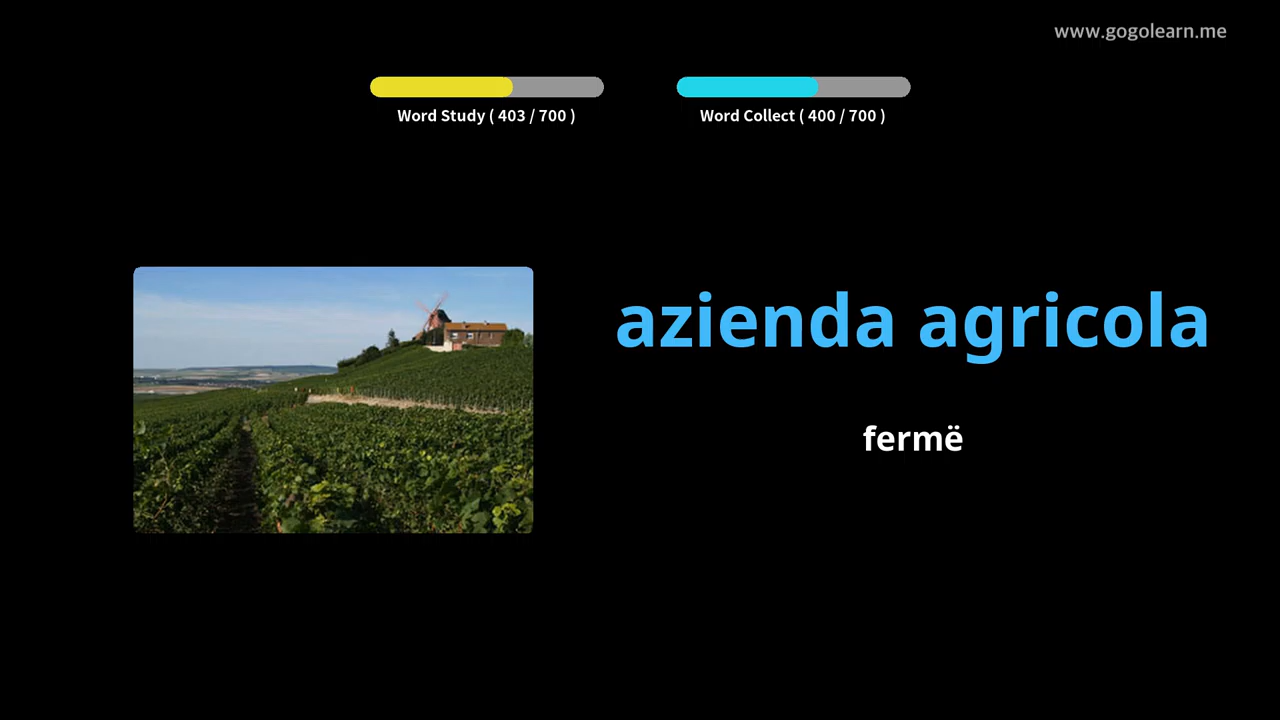 www.gogolearn.me
Word Study ( 403 / 700 )
Word Collect ( 400 / 700 )
azienda agricola
fermë